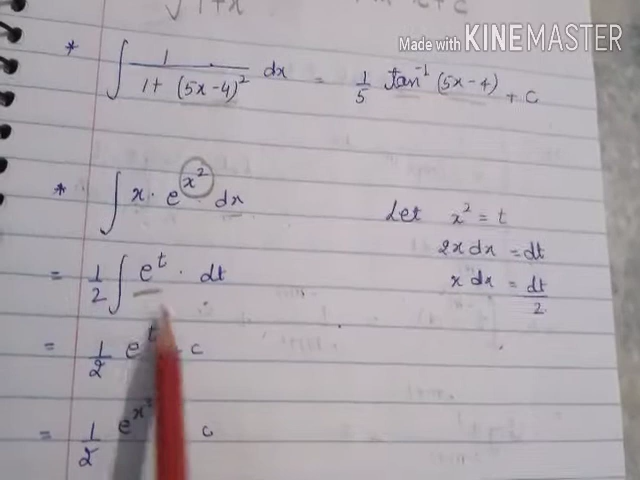 √1+x + c
Made with KINEMASTER
* ∫ 1/(1 + (5x-4)²) dx = 1/5 tan⁻¹ (5x-4) + c
* ∫ x · e^(x²) dx Let x² = t
2x dx = dt
= 1/2 ∫ e^t · dt x dx = dt/2
= 1/2 e^t + c
= 1/2 e^(x²) c